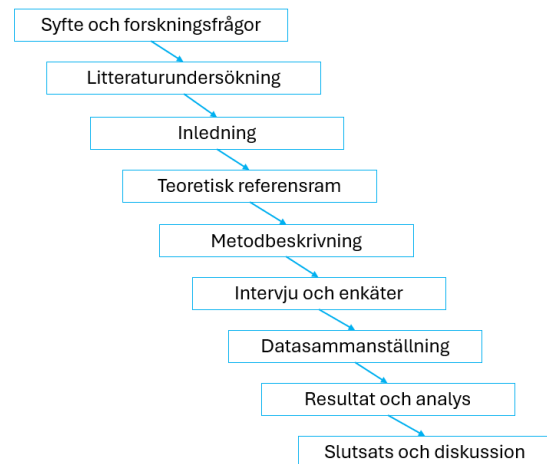 Syfte och forskningsfrågor
Litteraturundersökning
Inledning
Teoretisk referensram
Metodbeskrivning
Intervju och enkäter
Datasammanställning
Resultat och analys
Slutsats och diskussion